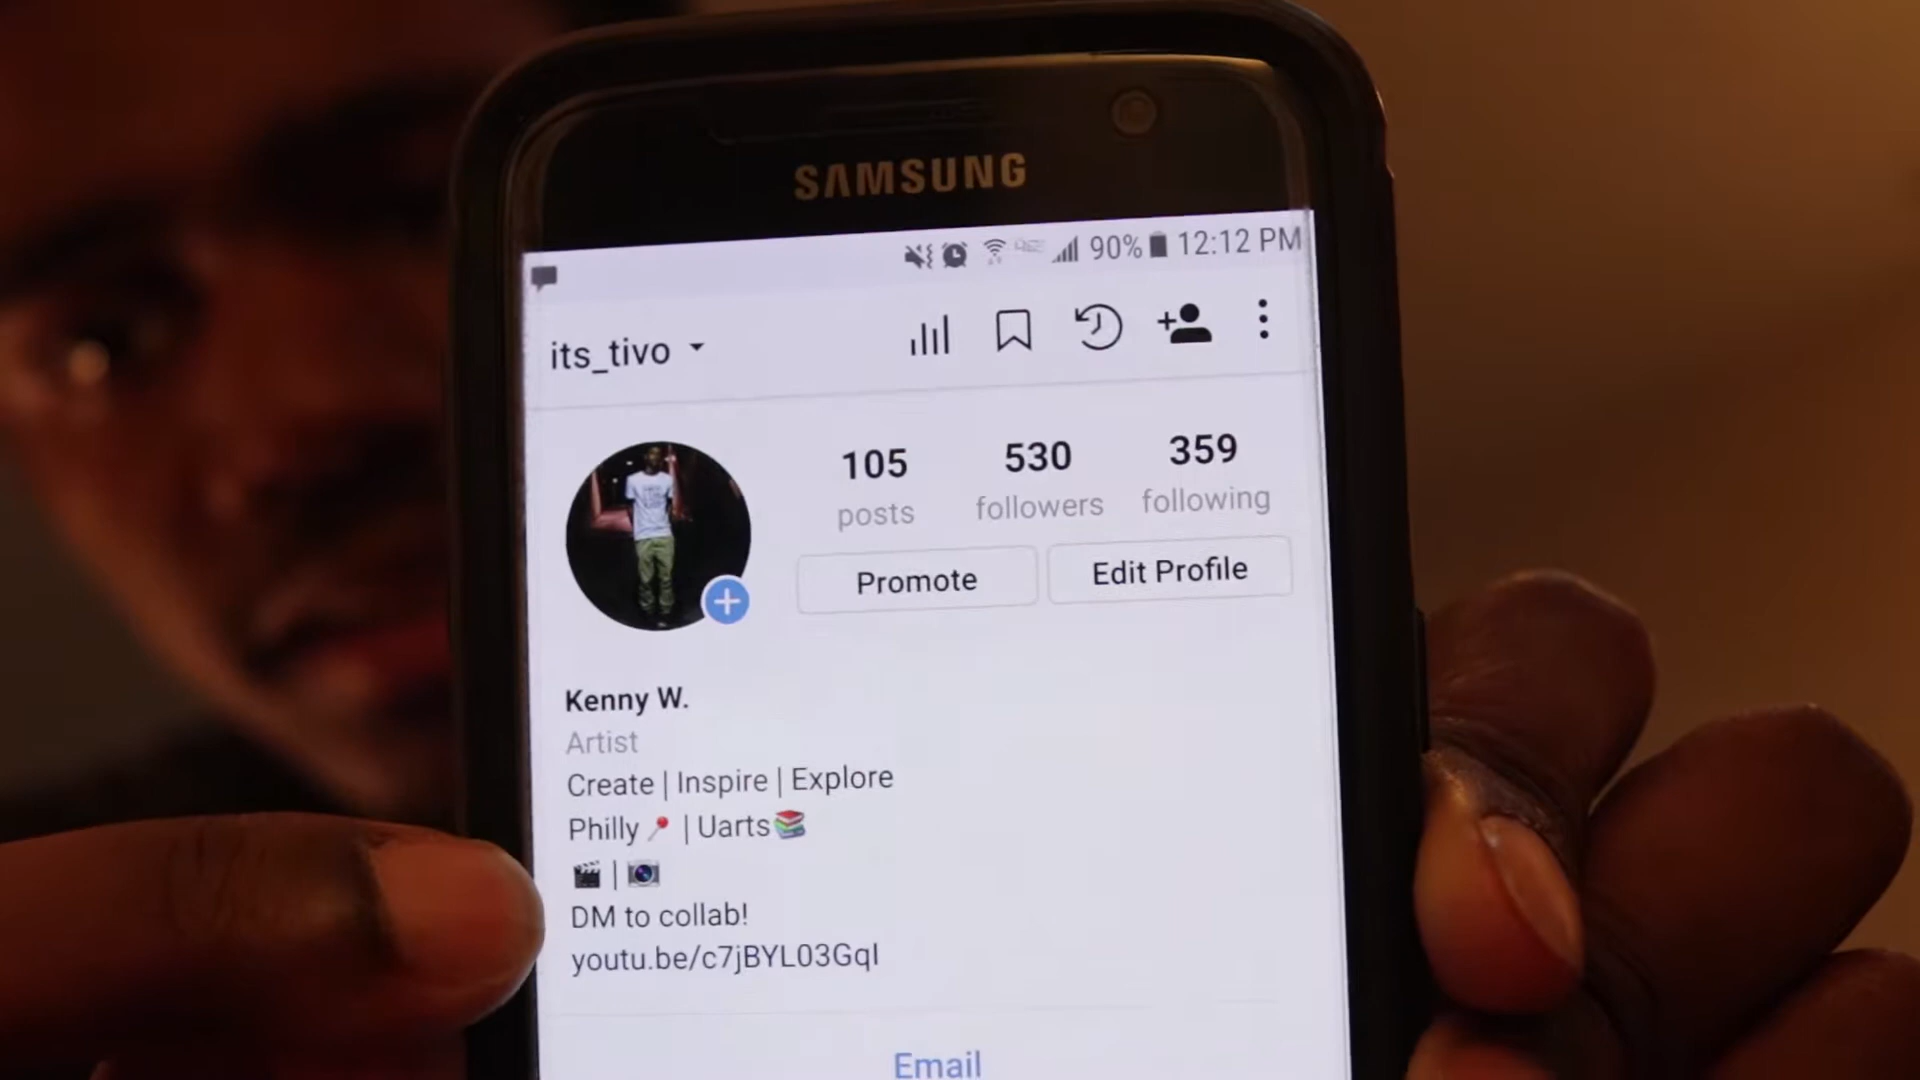 SAMSUNG
90% 12:12 PM
its_tivo
105 530 359
posts followers following
Promote Edit Profile
Kenny W.
Artist
Create | Inspire | Explore
Philly📍 | Uarts📚
🎬 | 📷
DM to collab!
youtu.be/c7jBYL03GqI
Email